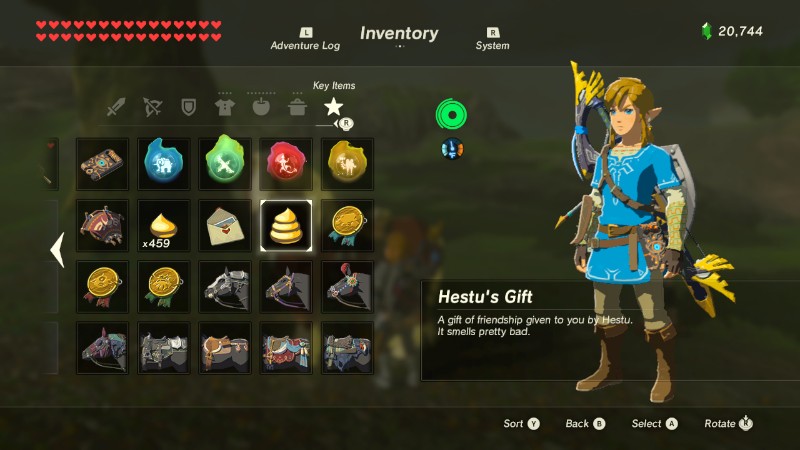 L
Adventure Log
Inventory
R
System
20,744
Key Items
R
x459
Hestu's Gift
A gift of friendship given to you by Hestu.
It smells pretty bad.
Sort Y
Back B
Select A
Rotate R